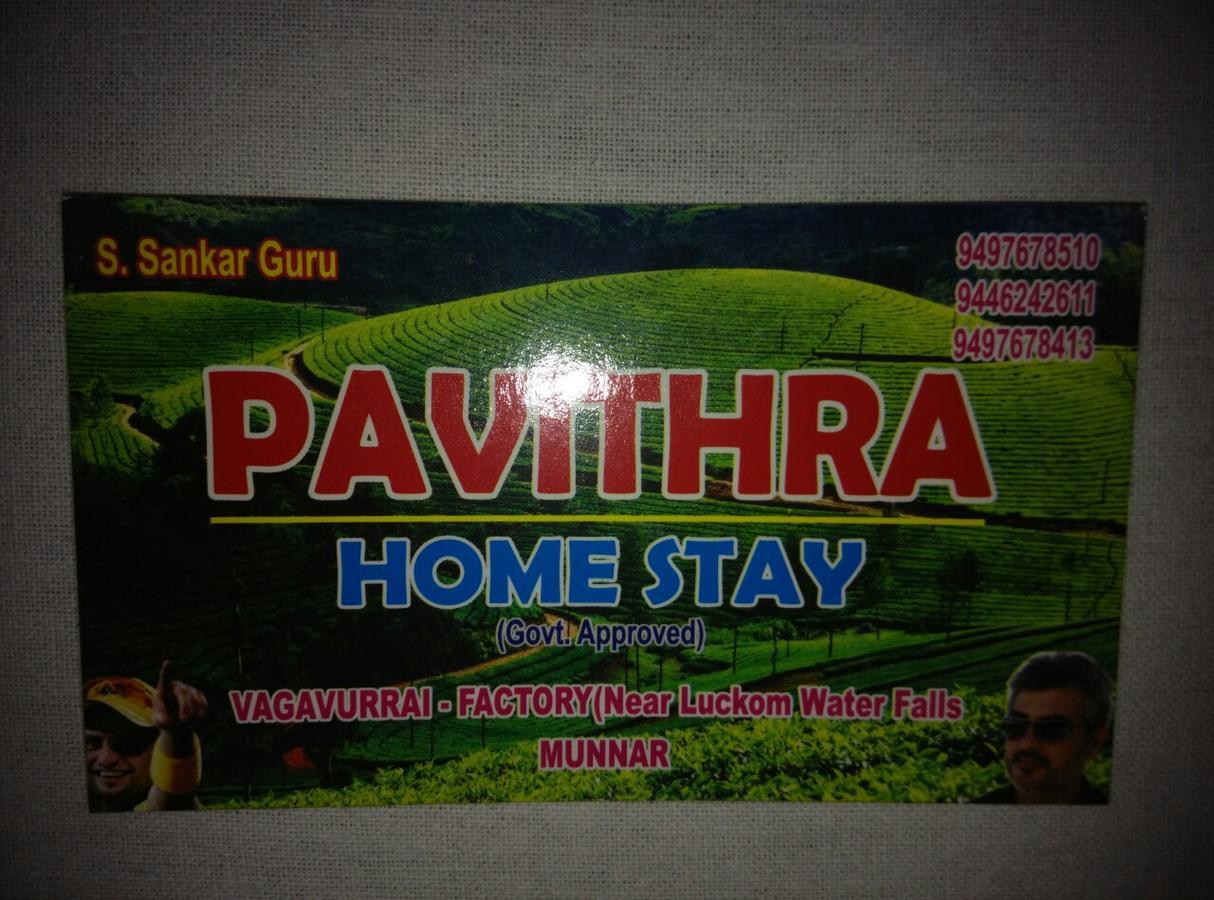 S. Sankar Guru
9497678510
9446242611
9497678413
PAVITHRA
HOME STAY
(Govt. Approved)
VAGAVURRAI - FACTORY(Near Luckom Water Falls
MUNNAR